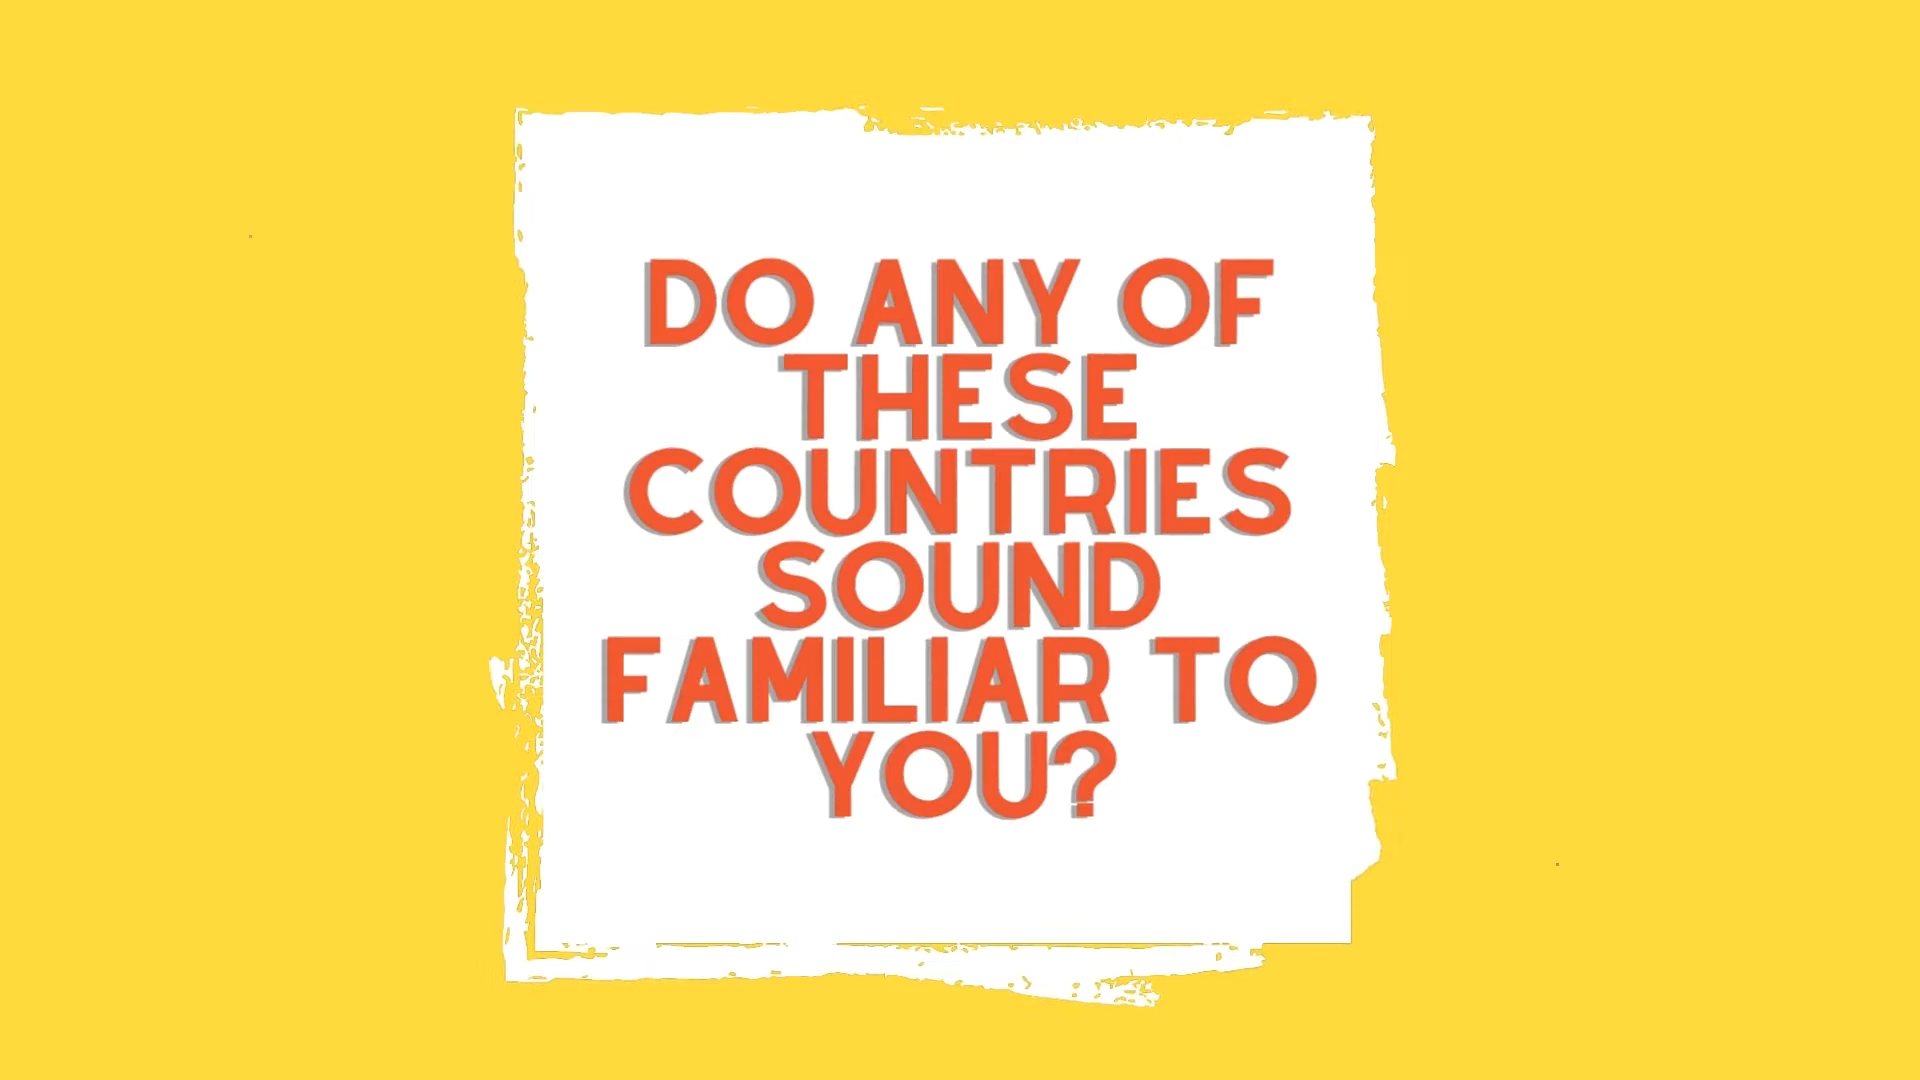 DO ANY OF
THESE
COUNTRIES
SOUND
FAMILIAR TO
YOU?